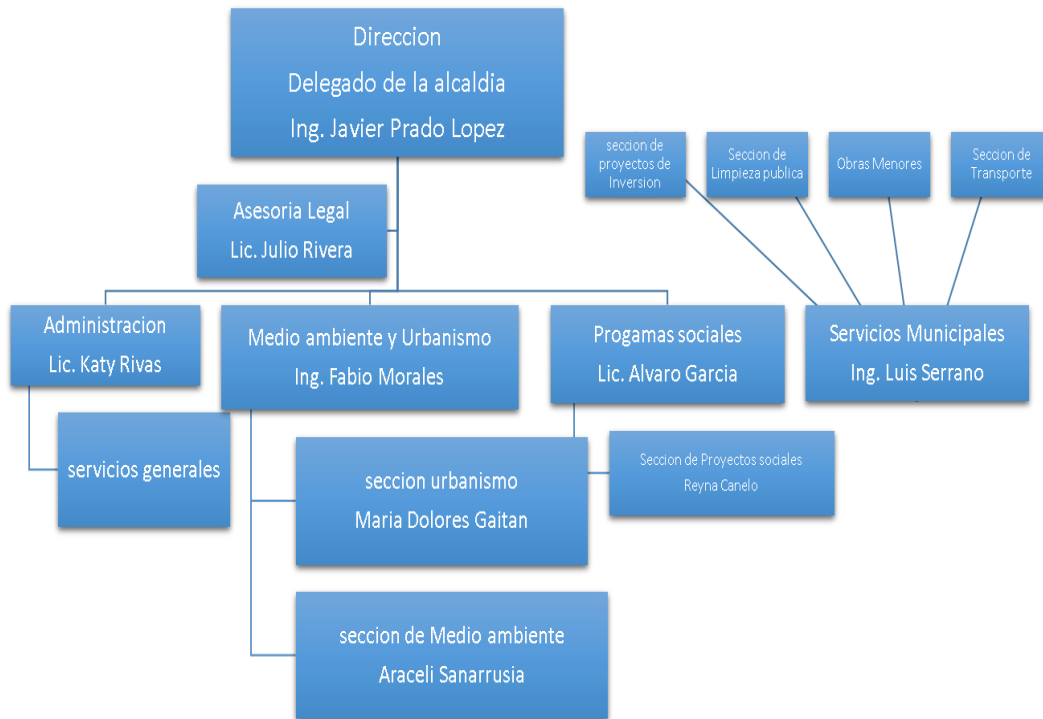 Direccion
Delegado de la alcaldia
Ing. Javier Prado Lopez
seccion de
proyectos de
Inversion
Seccion de
Limpieza publica
Obras Menores
Seccion de
Transporte
Asesoria Legal
Lic. Julio Rivera
Administracion
Lic. Katy Rivas
Medio ambiente y Urbanismo
Ing. Fabio Morales
Progamas sociales
Lic. Alvaro Garcia
Servicios Municipales
Ing. Luis Serrano
servicios generales
seccion urbanismo
Maria Dolores Gaitan
Seccion de Proyectos sociales
Reyna Canelo
seccion de Medio ambiente
Araceli Sanarrusia